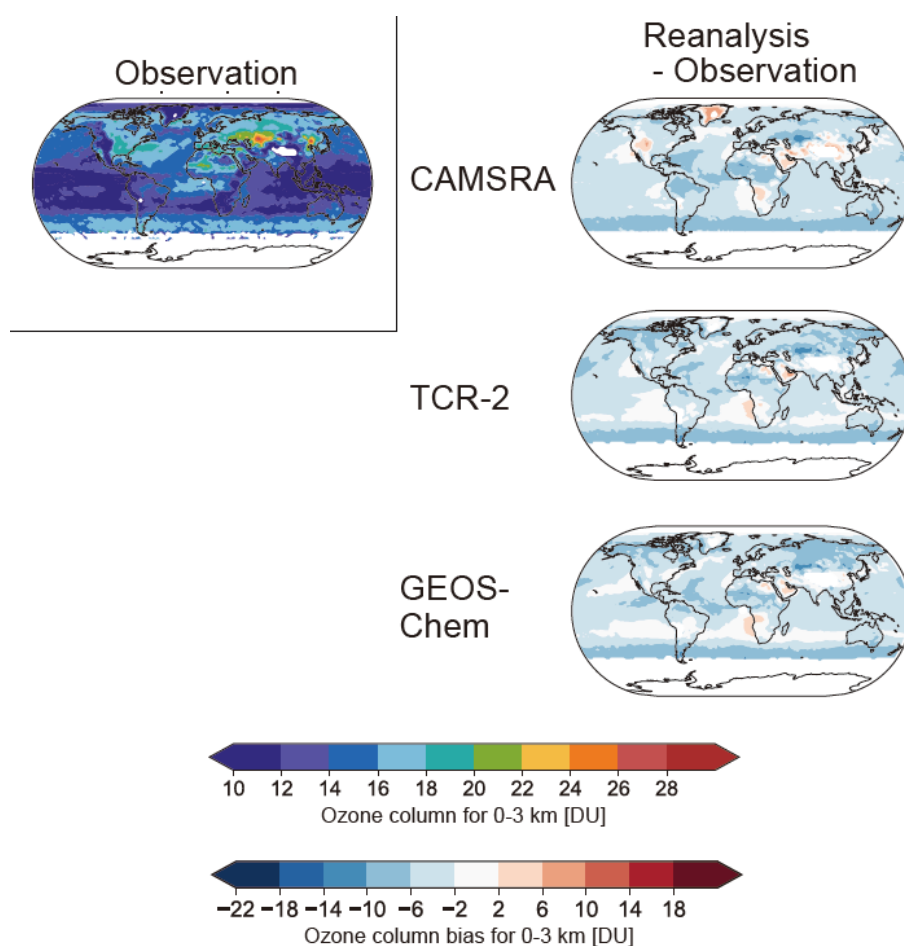 Observation
Reanalysis
- Observation
CAMSRA
TCR-2
GEOS-
Chem
10 12 14 16 18 20 22 24 26 28
Ozone column for 0-3 km [DU]
−22 −18 −14 −10 −6 −2 2 6 10 14 18
Ozone column bias for 0-3 km [DU]